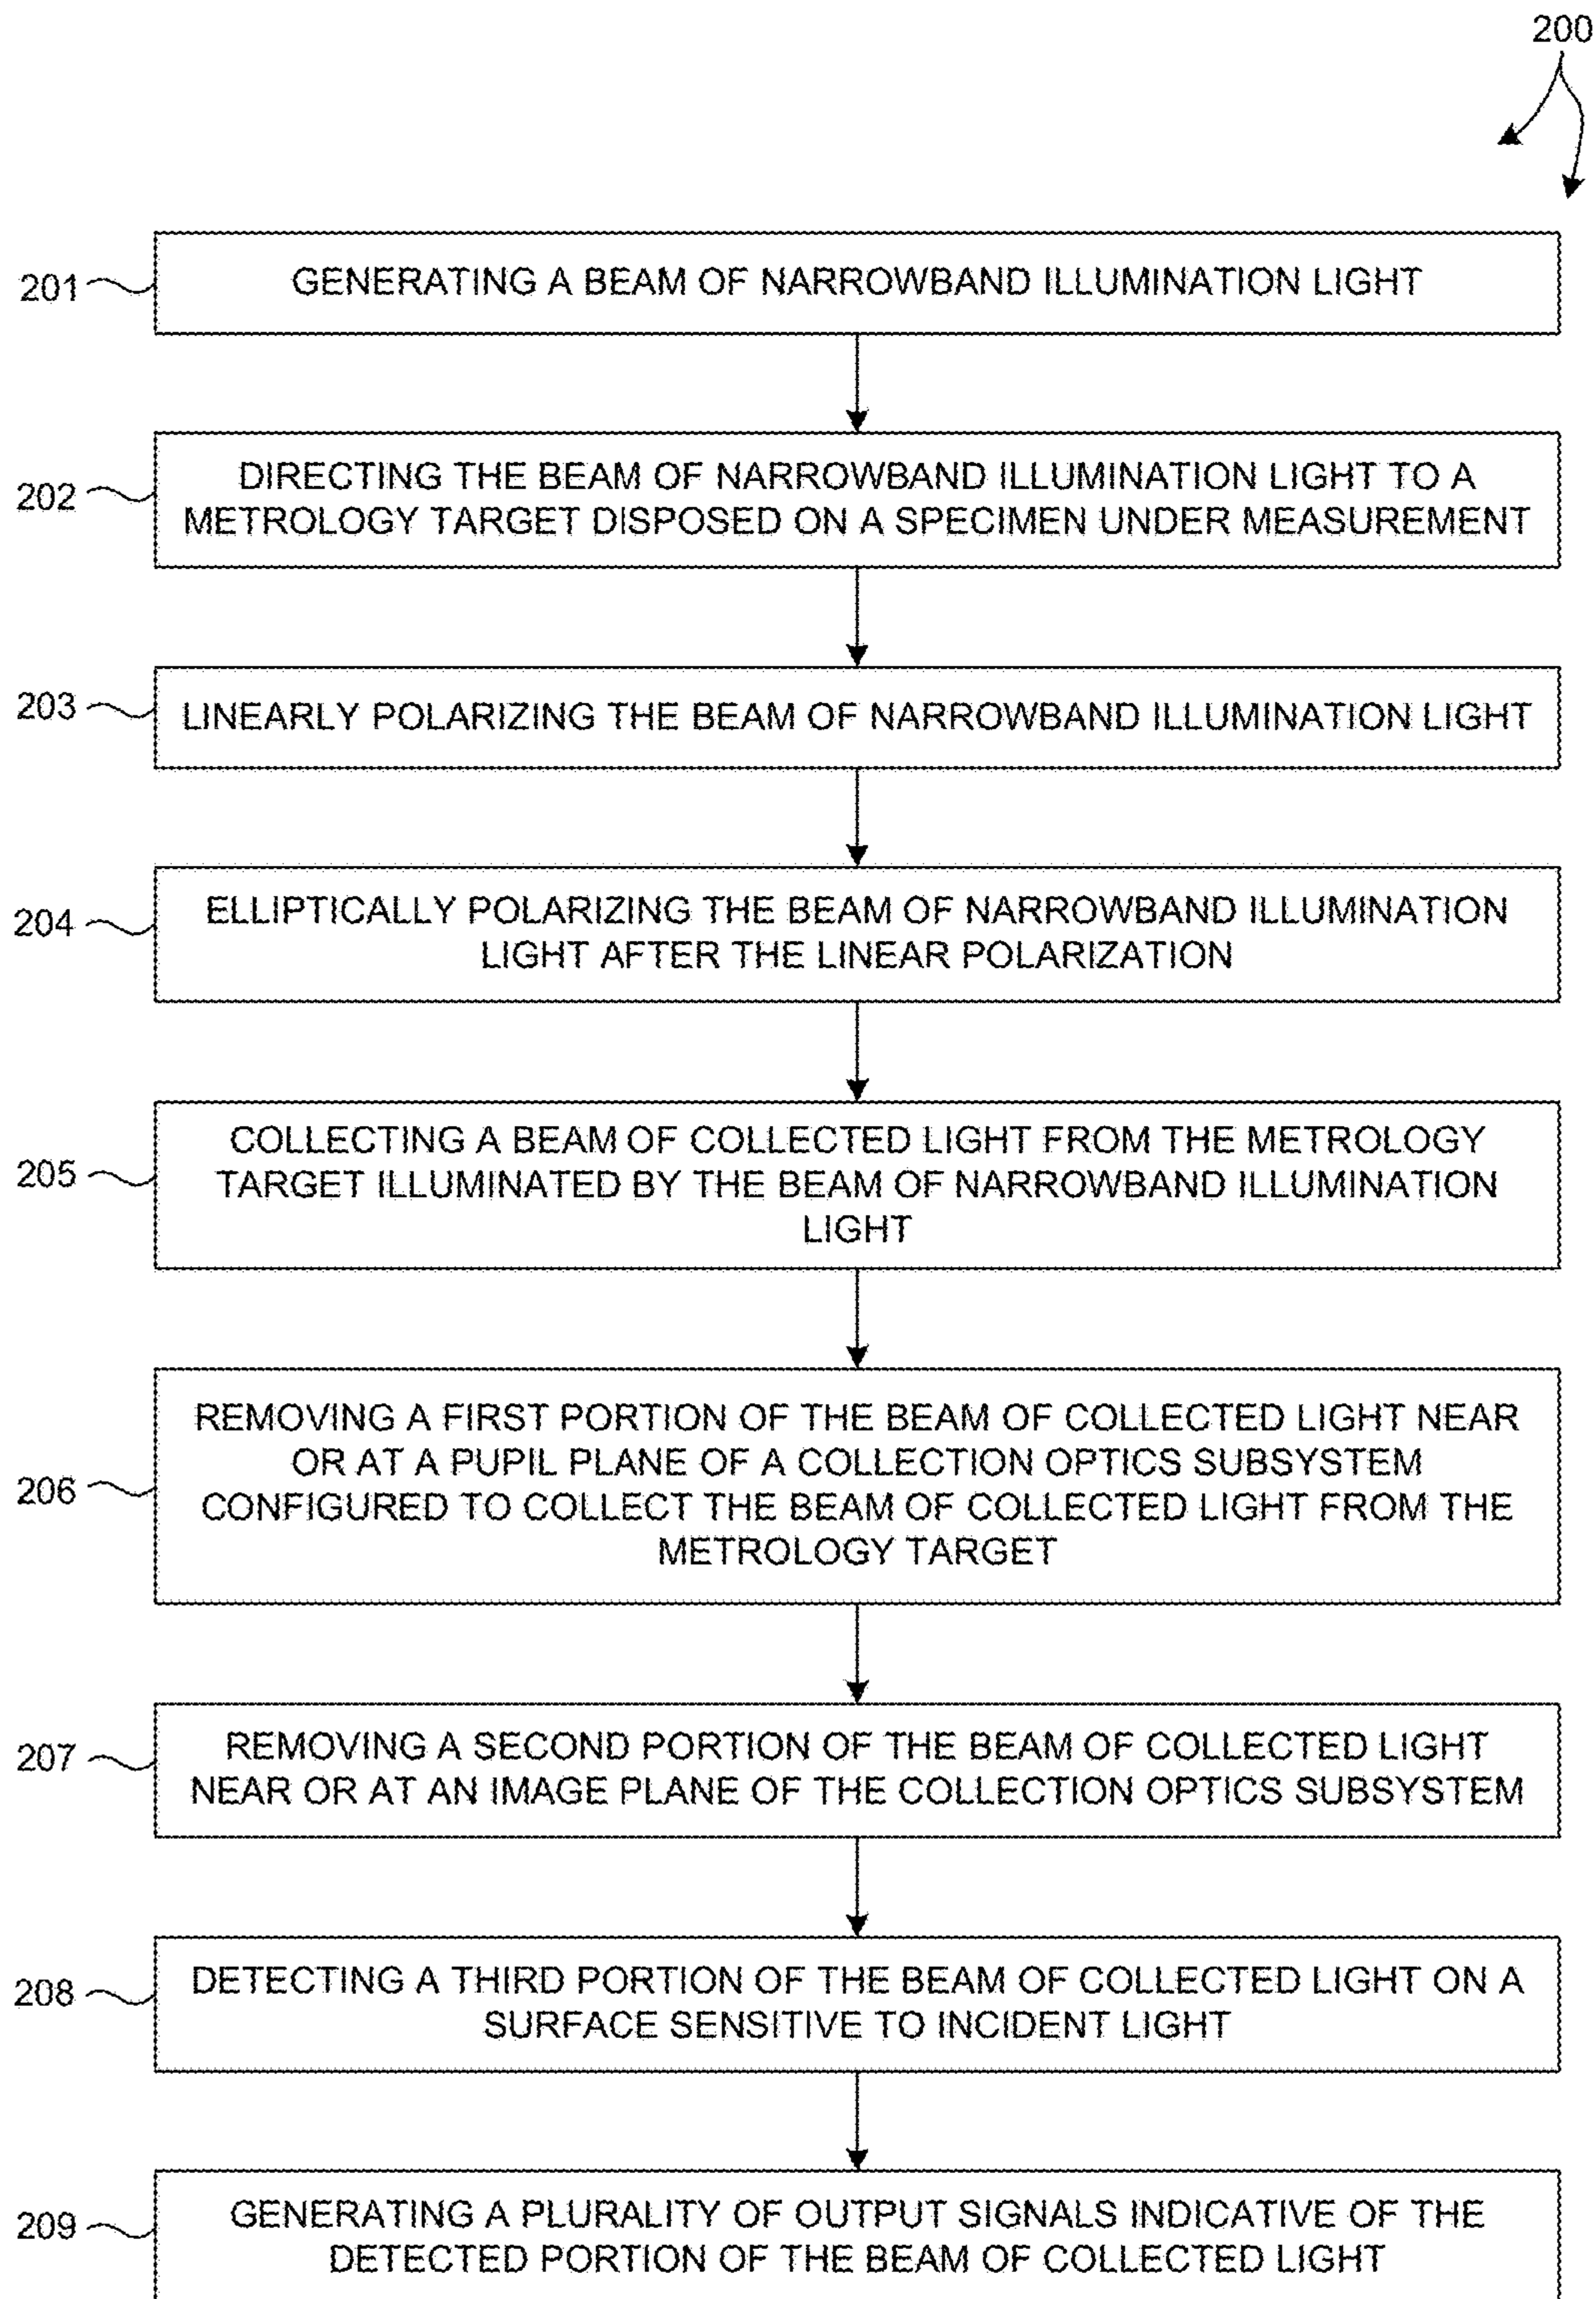 200
201
GENERATING A BEAM OF NARROWBAND ILLUMINATION LIGHT
202
DIRECTING THE BEAM OF NARROWBAND ILLUMINATION LIGHT TO A
METROLOGY TARGET DISPOSED ON A SPECIMEN UNDER MEASUREMENT
203
LINEARLY POLARIZING THE BEAM OF NARROWBAND ILLUMINATION LIGHT
204
ELLIPTICALLY POLARIZING THE BEAM OF NARROWBAND ILLUMINATION
LIGHT AFTER THE LINEAR POLARIZATION
205
COLLECTING A BEAM OF COLLECTED LIGHT FROM THE METROLOGY
TARGET ILLUMINATED BY THE BEAM OF NARROWBAND ILLUMINATION
LIGHT
206
REMOVING A FIRST PORTION OF THE BEAM OF COLLECTED LIGHT NEAR
OR AT A PUPIL PLANE OF A COLLECTION OPTICS SUBSYSTEM
CONFIGURED TO COLLECT THE BEAM OF COLLECTED LIGHT FROM THE
METROLOGY TARGET
207
REMOVING A SECOND PORTION OF THE BEAM OF COLLECTED LIGHT
NEAR OR AT AN IMAGE PLANE OF THE COLLECTION OPTICS SUBSYSTEM
208
DETECTING A THIRD PORTION OF THE BEAM OF COLLECTED LIGHT ON A
SURFACE SENSITIVE TO INCIDENT LIGHT
209
GENERATING A PLURALITY OF OUTPUT SIGNALS INDICATIVE OF THE
DETECTED PORTION OF THE BEAM OF COLLECTED LIGHT